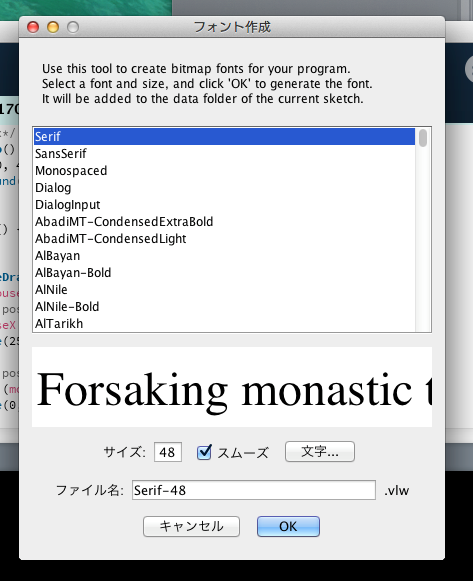 フォント作成
Use this tool to create bitmap fonts for your program.
Select a font and size, and click 'OK' to generate the font.
It will be added to the data folder of the current sketch.
170
*/
Serif
()
SansSerif
Monospaced
Dialog
DialogInput
AbadiMT-CondensedExtraBold
AbadiMT-CondensedLight
AlBayan
AlBayan-Bold
AlNile
AlNile-Bold
AlTarikh
Forsaking monastic t
サイズ: 48 スムーズ 文字...
ファイル名: Serif-48 .vlw
キャンセル OK